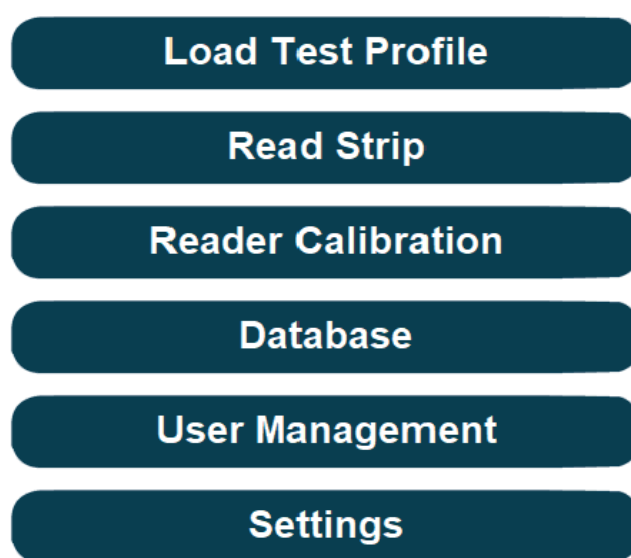 Load Test Profile
Read Strip
Reader Calibration
Database
User Management
Settings